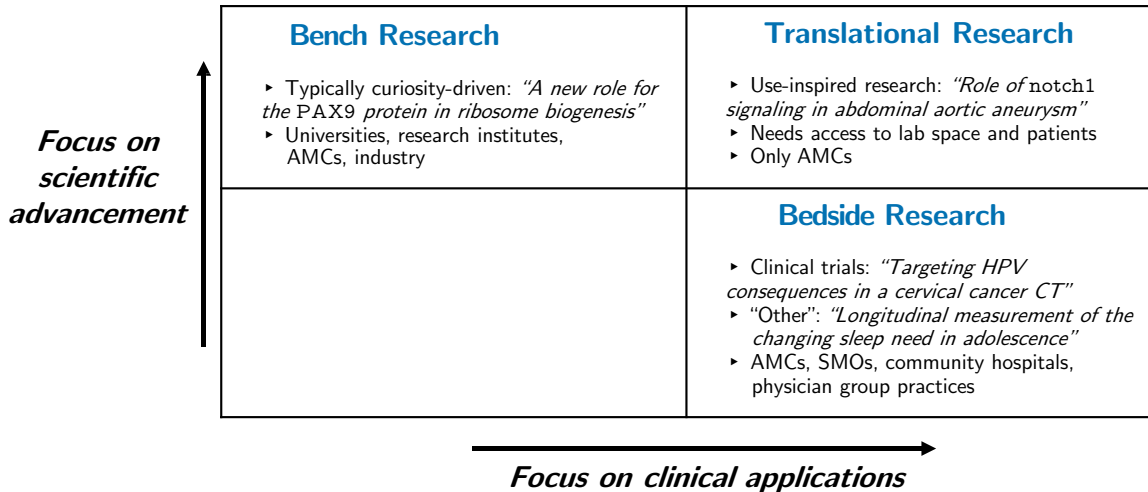 Focus on
scientific
advancement
Bench Research
▸ Typically curiosity-driven: “A new role for
the PAX9 protein in ribosome biogenesis”
▸ Universities, research institutes,
AMCs, industry
Translational Research
▸ Use-inspired research: “Role of notch1
signaling in abdominal aortic aneurysm”
▸ Needs access to lab space and patients
▸ Only AMCs
Bedside Research
▸ Clinical trials: “Targeting HPV
consequences in a cervical cancer CT”
▸ “Other”: “Longitudinal measurement of the
changing sleep need in adolescence”
▸ AMCs, SMOs, community hospitals,
physician group practices
Focus on clinical applications